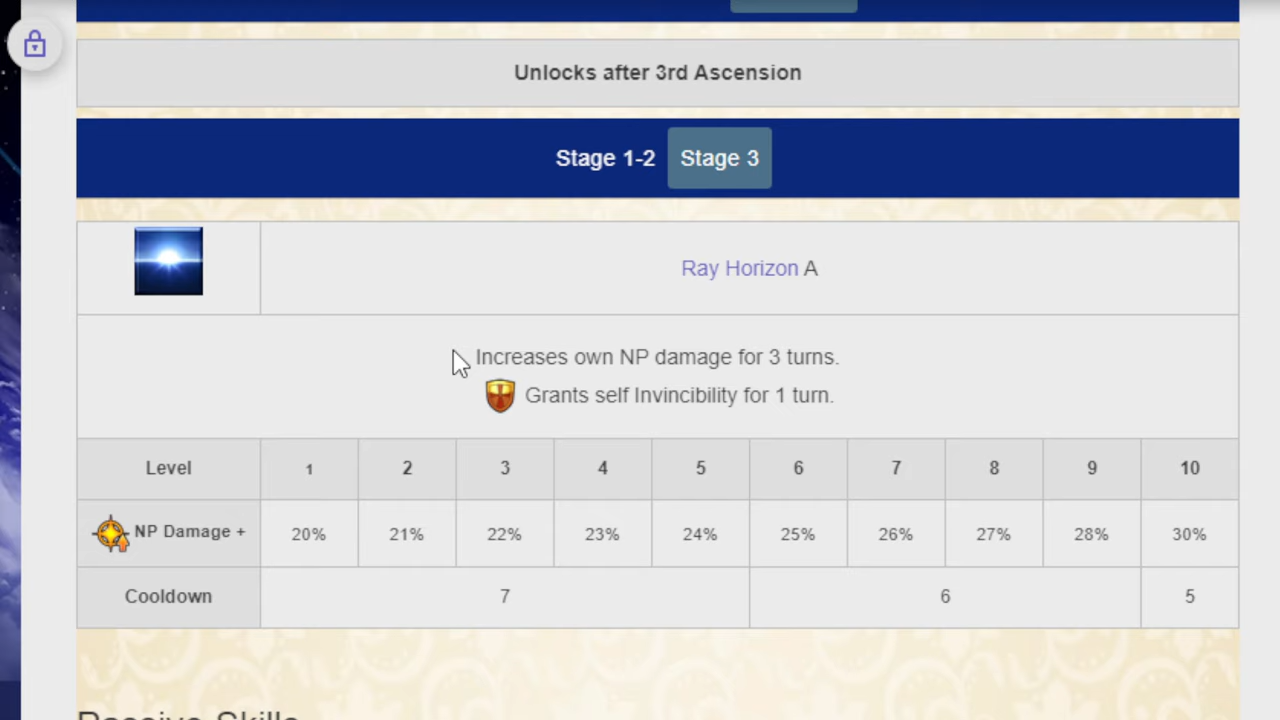 Unlocks after 3rd Ascension
Stage 1-2 Stage 3
Ray Horizon A
Increases own NP damage for 3 turns.
Grants self Invincibility for 1 turn.
Level 1 2 3 4 5 6 7 8 9 10
NP Damage + 20% 21% 22% 23% 24% 25% 26% 27% 28% 30%
Cooldown 7 6 5
Passive Skills